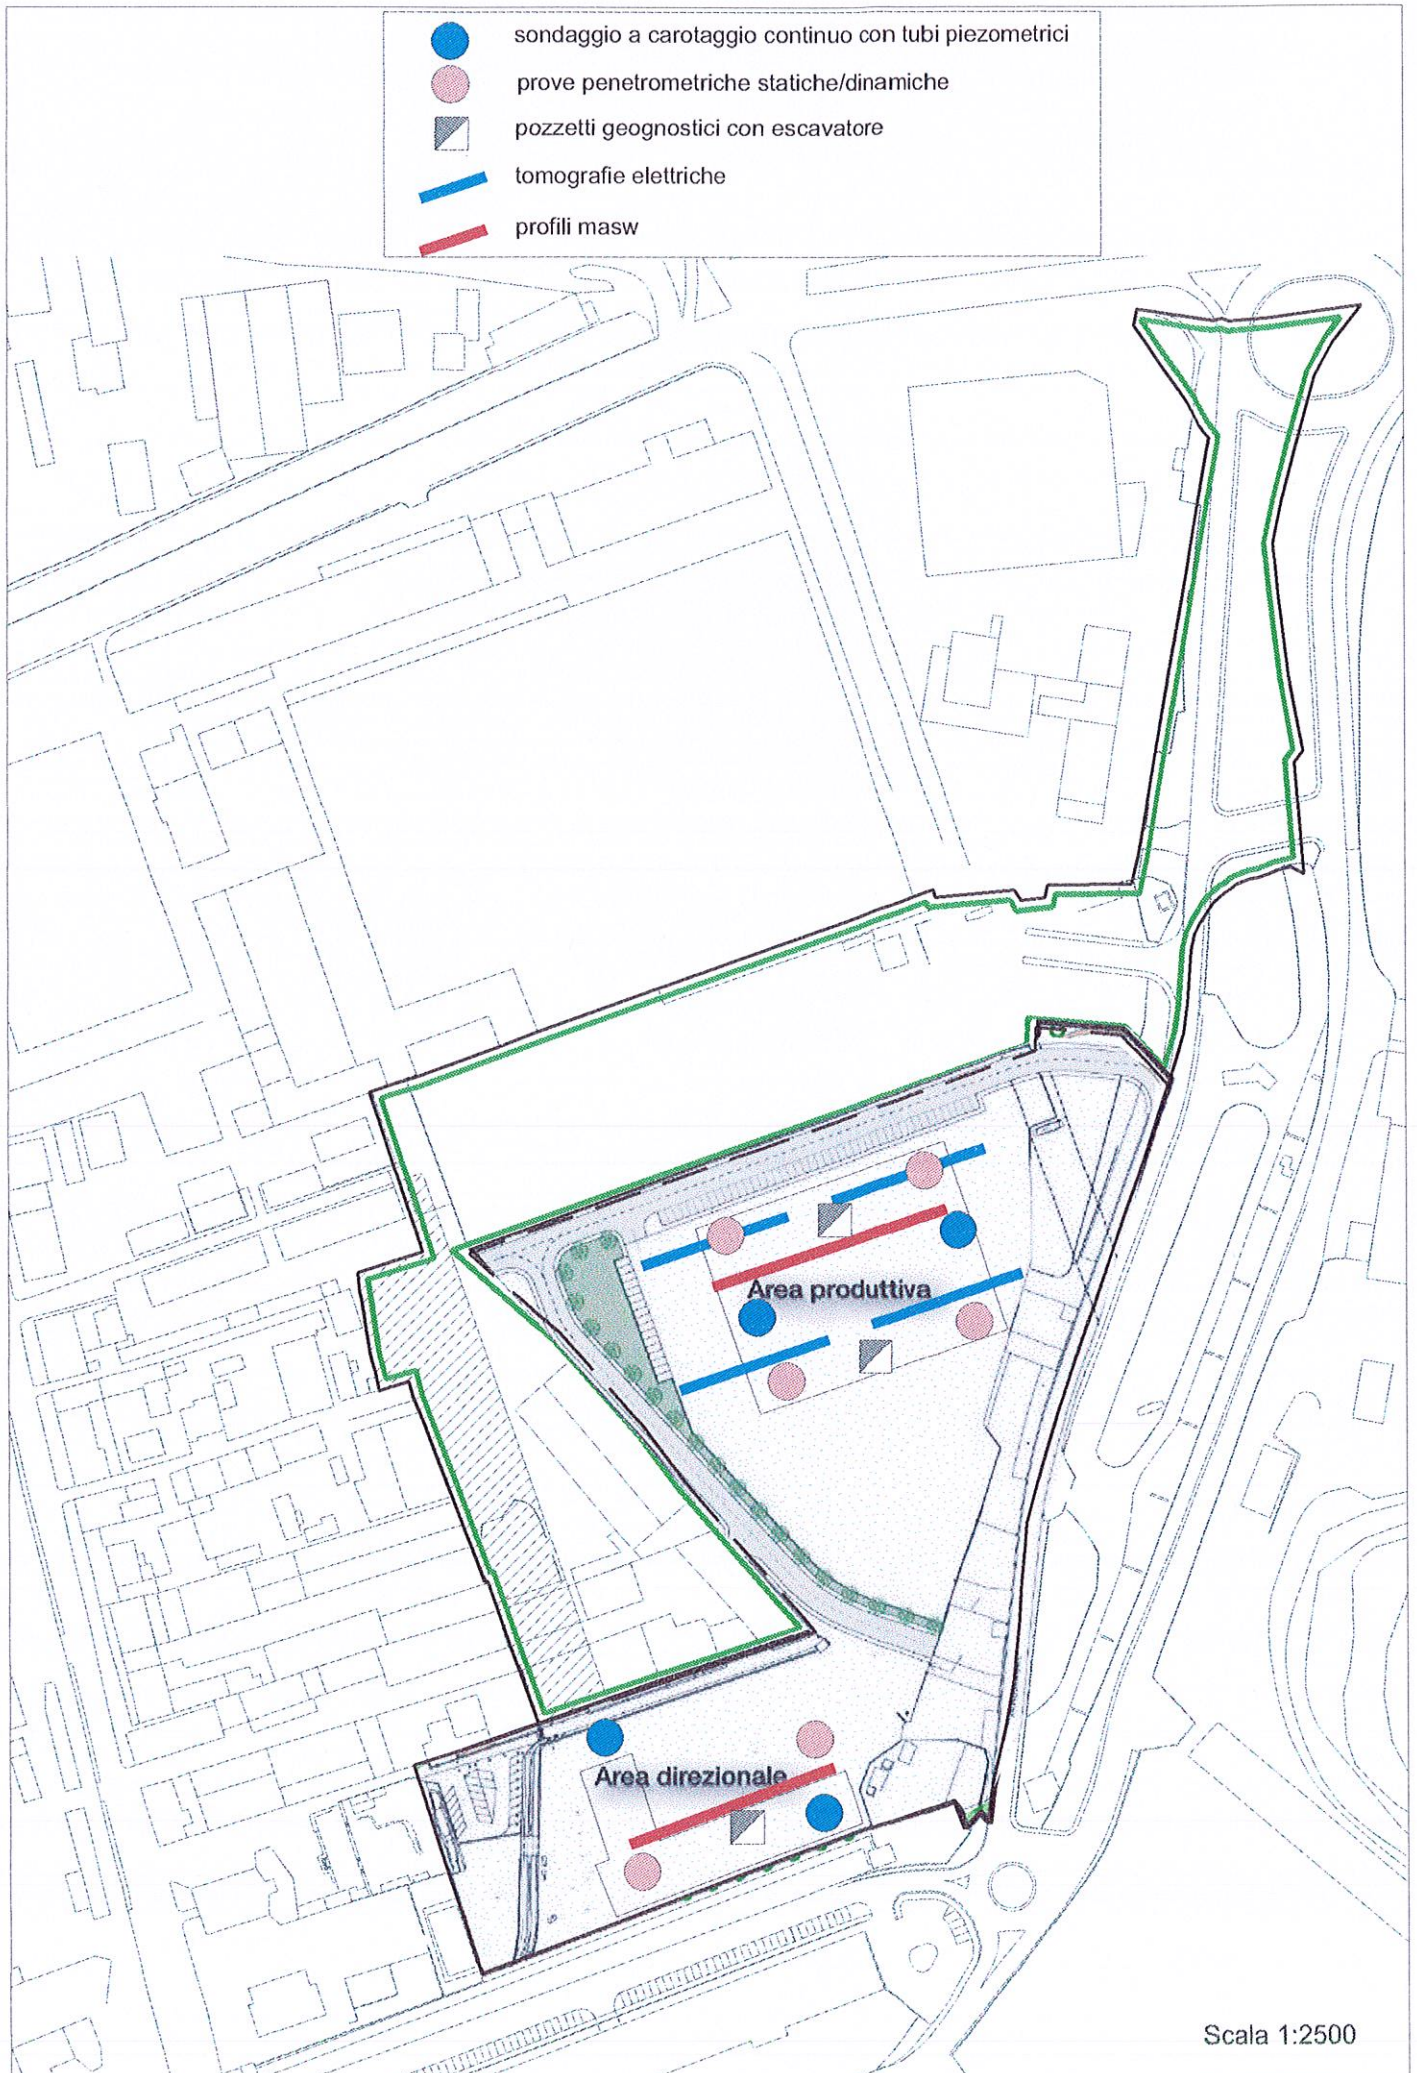 sondaggio a carotaggio continuo con tubi piezometrici
prove penetrometriche statiche/dinamiche
pozzetti geognostici con escavatore
tomografie elettriche
profili masw
Area produttiva
Area direzionale
Scala 1:2500